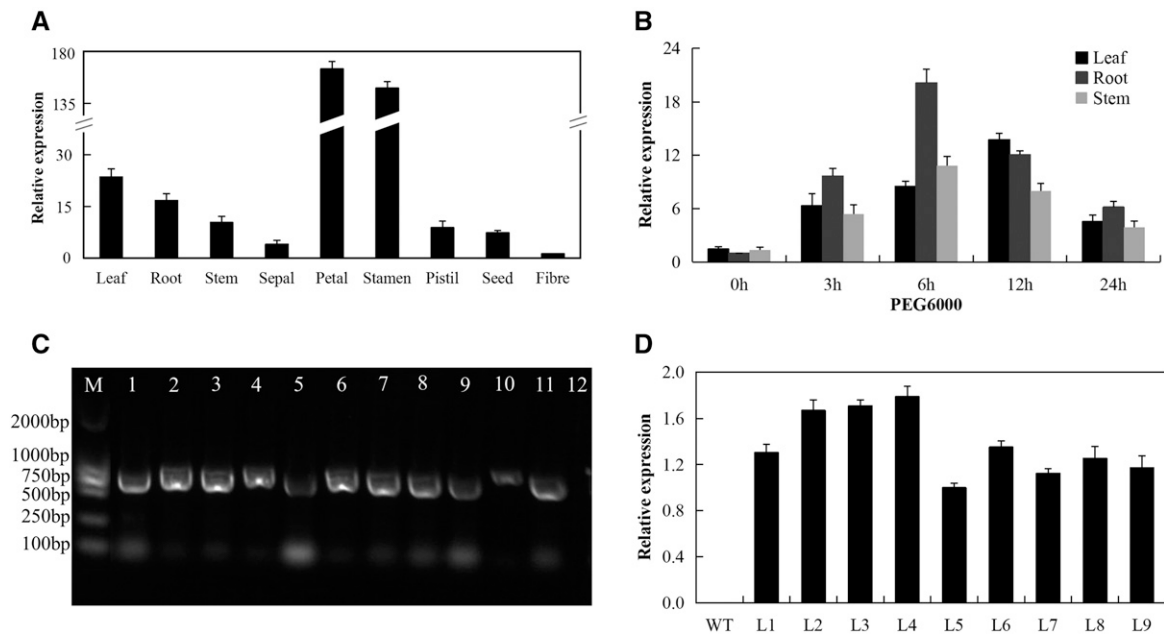 A
Relative expression
180
135
30
15
0
Leaf Root Stem Sepal Petal Stamen Pistil Seed Fibre
B
Relative expression
24
18
12
6
0
Leaf
Root
Stem
0h 3h 6h 12h 24h
PEG6000
C
M 1 2 3 4 5 6 7 8 9 10 11 12
2000bp
1000bp
750bp
500bp
250bp
100bp
D
Relative expression
2.0
1.6
1.2
0.8
0.4
0.0
WT L1 L2 L3 L4 L5 L6 L7 L8 L9